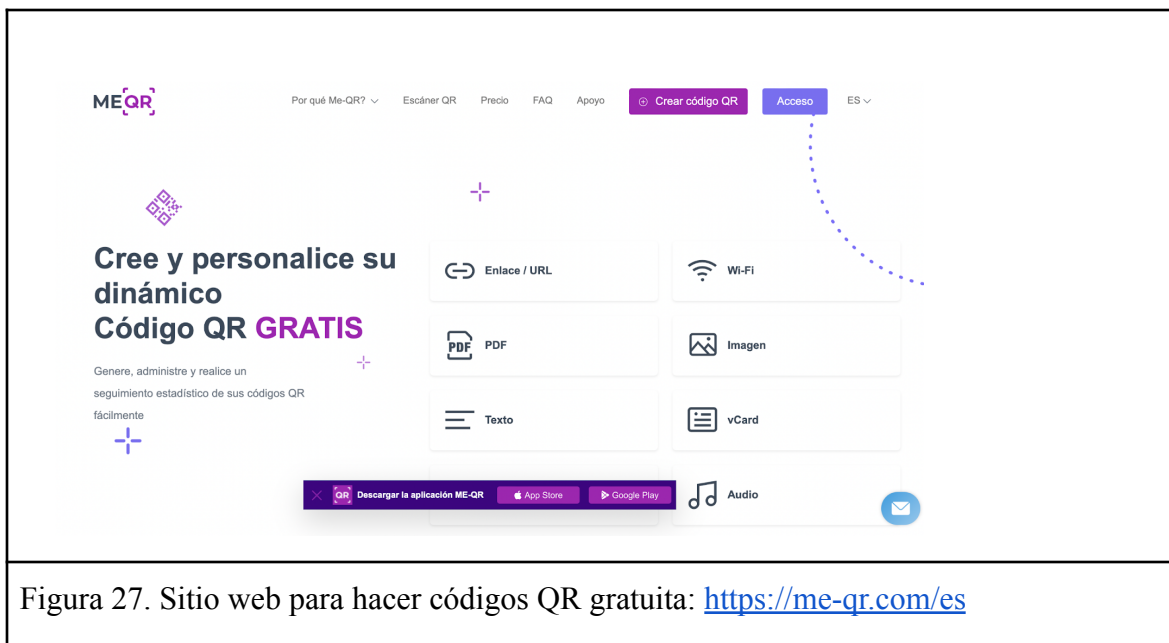 MEQR
Por qué Me-QR? Escáner QR Precio FAQ Apoyo Crear código QR Acceso ES
Cree y personalice su
dinámico
Código QR GRATIS
Genere, administre y realice un
seguimiento estadístico de sus códigos QR
fácilmente
Enlace / URL
Wi-Fi
PDF PDF
Imagen
Texto
vCard
QR Descargar la aplicación ME-QR App Store Google Play
Audio
Figura 27. Sitio web para hacer códigos QR gratuita: https://me-qr.com/es